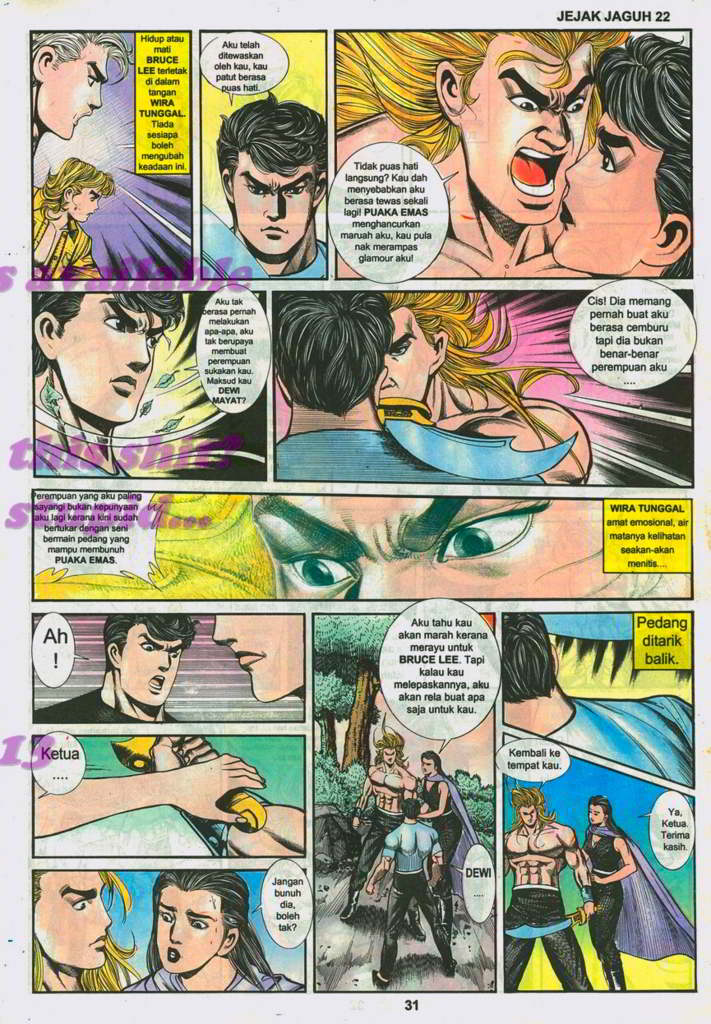 JEJAK JAGUH 22
Hidup atau
mati
BRUCE
LEE terletak
di dalam
tangan
WIRA
TUNGGAL.
Tiada
sesiapa
boleh
mengubah
keadaan ini.
Aku telah
ditewaskan
oleh kau, kau
patut berasa
puas hati.
Tidak puas hati
langsung? Kau dah
menyebabkan aku
berasa tewas sekali
lagi! PUAKA EMAS
menghancurkan
maruah aku, kau pula
nak merampas
glamour aku!
s available
Aku tak
berasa pernah
melakukan
apa-apa, aku
tak berupaya
membuat
perempuan
sukakan kau.
Maksud kau
DEWI
MAYAT?
Cis! Dia memang
pernah buat aku
berasa cemburu
tapi dia bukan
benar-benar
perempuan aku
....
this shit?
Perempuan yang aku paling
sayangi bukan kepunyaan
aku lagi kerana kini sudah
bertukar dengan seni
bermain pedang yang
mampu membunuh
PUAKA EMAS.
WIRA TUNGGAL
amat emosional, air
matanya kelihatan
seakan-akan
menitis....
Ah
!
Ketua
....
Jangan
bunuh
dia,
boleh
tak?
Aku tahu kau
akan marah kerana
merayu untuk
BRUCE LEE. Tapi
kalau kau
melepaskannya, aku
akan rela buat apa
saja untuk kau.
DEWI
....
Pedang
ditarik
balik.
Kembali ke
tempat kau.
Ya,
Ketua.
Terima
kasih.
31